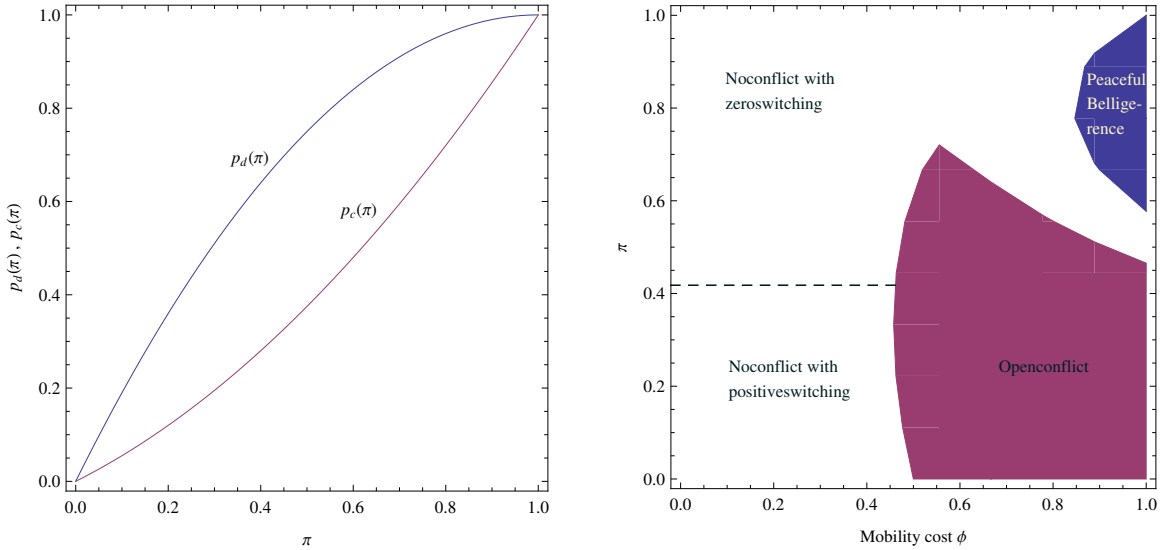 1.0
0.8
0.6
0.4
0.2
0.0
p_d(π) , p_c(π)
p_d(π)
p_c(π)
0.0 0.2 0.4 0.6 0.8 1.0
π
1.0
0.8
0.6
0.4
0.2
0.0
π
Noconflict with
zeroswitching
Peaceful
Bellige-
rence
Noconflict with
positiveswitching
Openconflict
0.0 0.2 0.4 0.6 0.8 1.0
Mobility cost ϕ